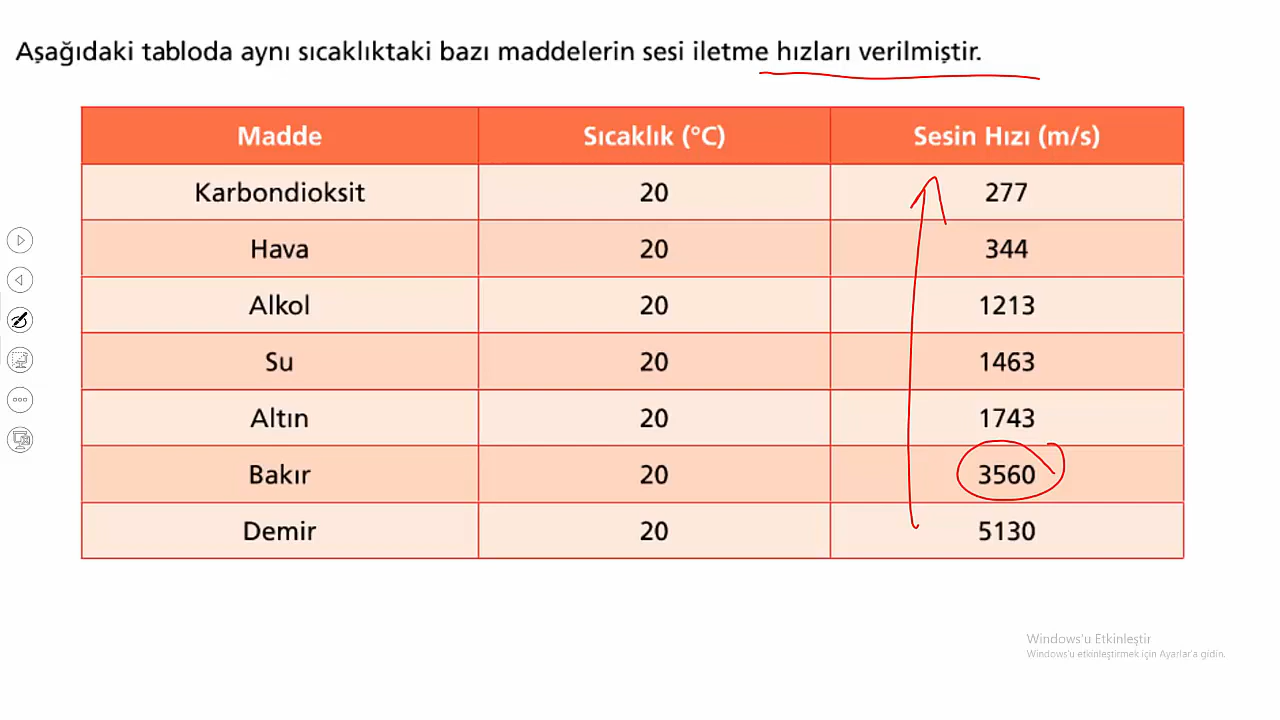 Aşağıdaki tabloda aynı sıcaklıktaki bazı maddelerin sesi iletme hızları verilmiştir.
Madde Sıcaklık (°C) Sesin Hızı (m/s)
Karbondioksit 20 277
Hava 20 344
Alkol 20 1213
Su 20 1463
Altın 20 1743
Bakır 20 3560
Demir 20 5130
Windows'u Etkinleştir
Windows'u etkinleştirmek için Ayarlar'a gidin.